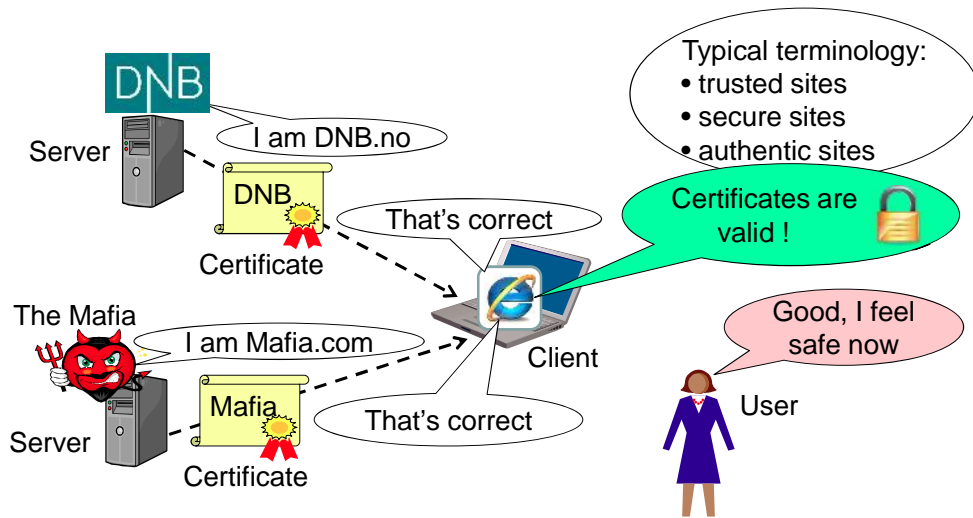 DNB
I am DNB.no
Server
DNB
Certificate
That's correct
Typical terminology:
• trusted sites
• secure sites
• authentic sites
Certificates are
valid !
The Mafia
I am Mafia.com
Server
Mafia
Certificate
That's correct
Client
Good, I feel
safe now
User